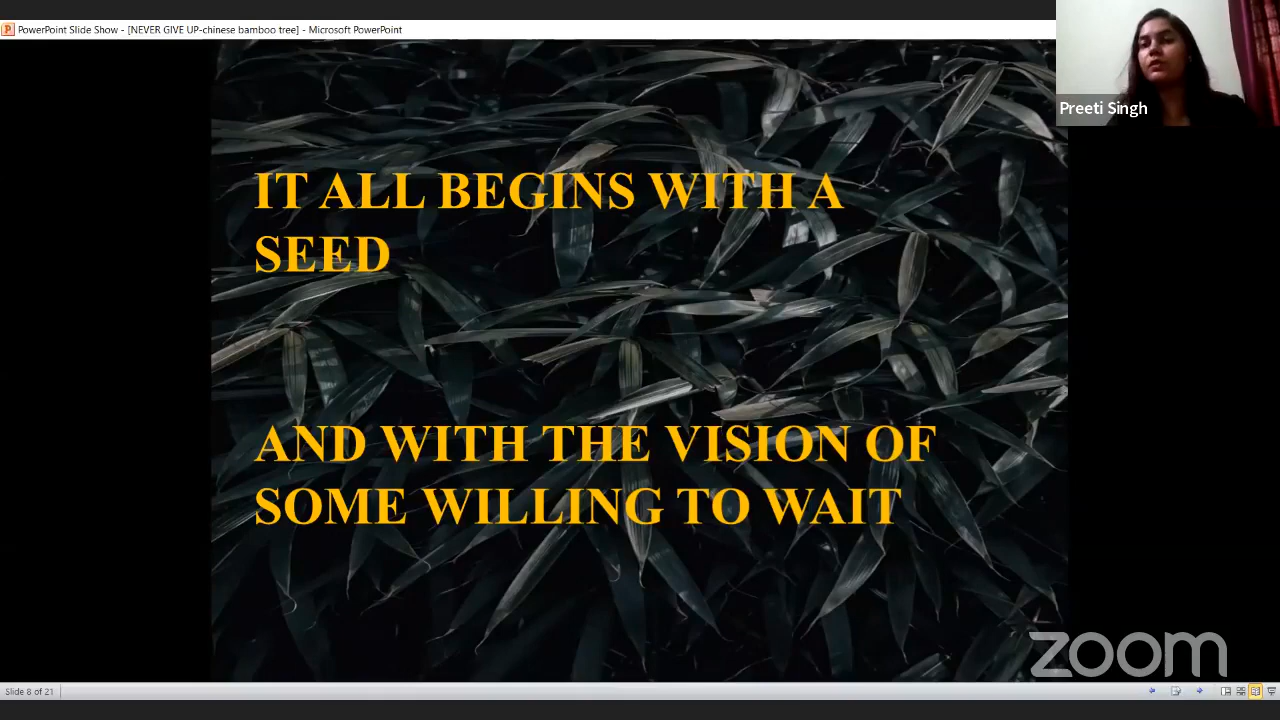 PowerPoint Slide Show - [NEVER GIVE UP-chinese bamboo tree] - Microsoft PowerPoint
Preeti Singh
IT ALL BEGINS WITH A
SEED
AND WITH THE VISION OF
SOME WILLING TO WAIT
zoom
Slide 8 of 21